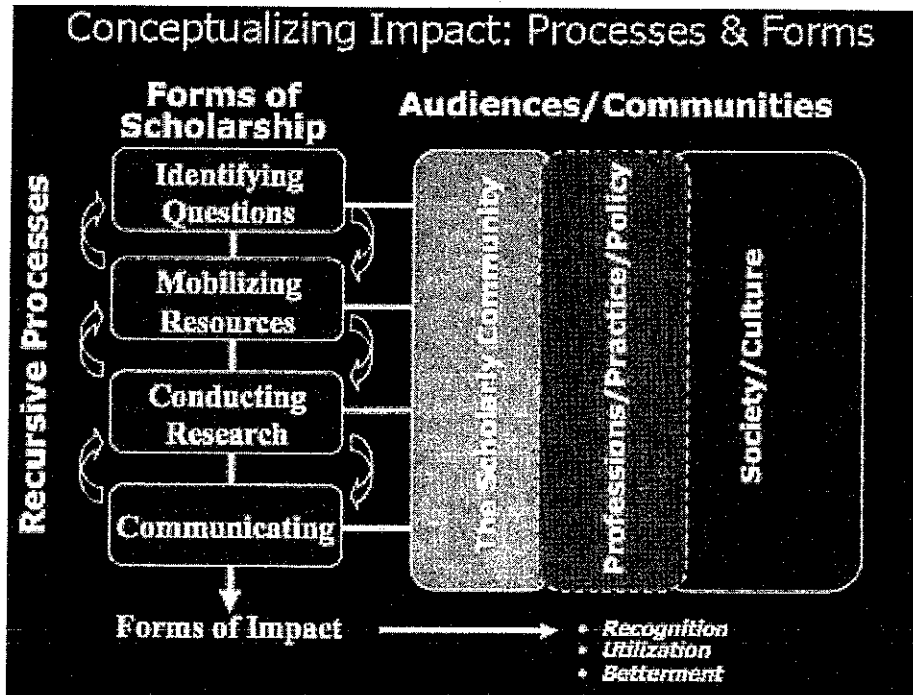 Conceptualizing Impact: Processes & Forms
Forms of
Scholarship
Audiences/Communities
Recursive Processes
Identifying
Questions
Mobilizing
Resources
Conducting
Research
Communicating
The Scholarly Community
Professions/Practice/Policy
Society/Culture
Forms of Impact
• Recognition
• Utilization
• Betterment